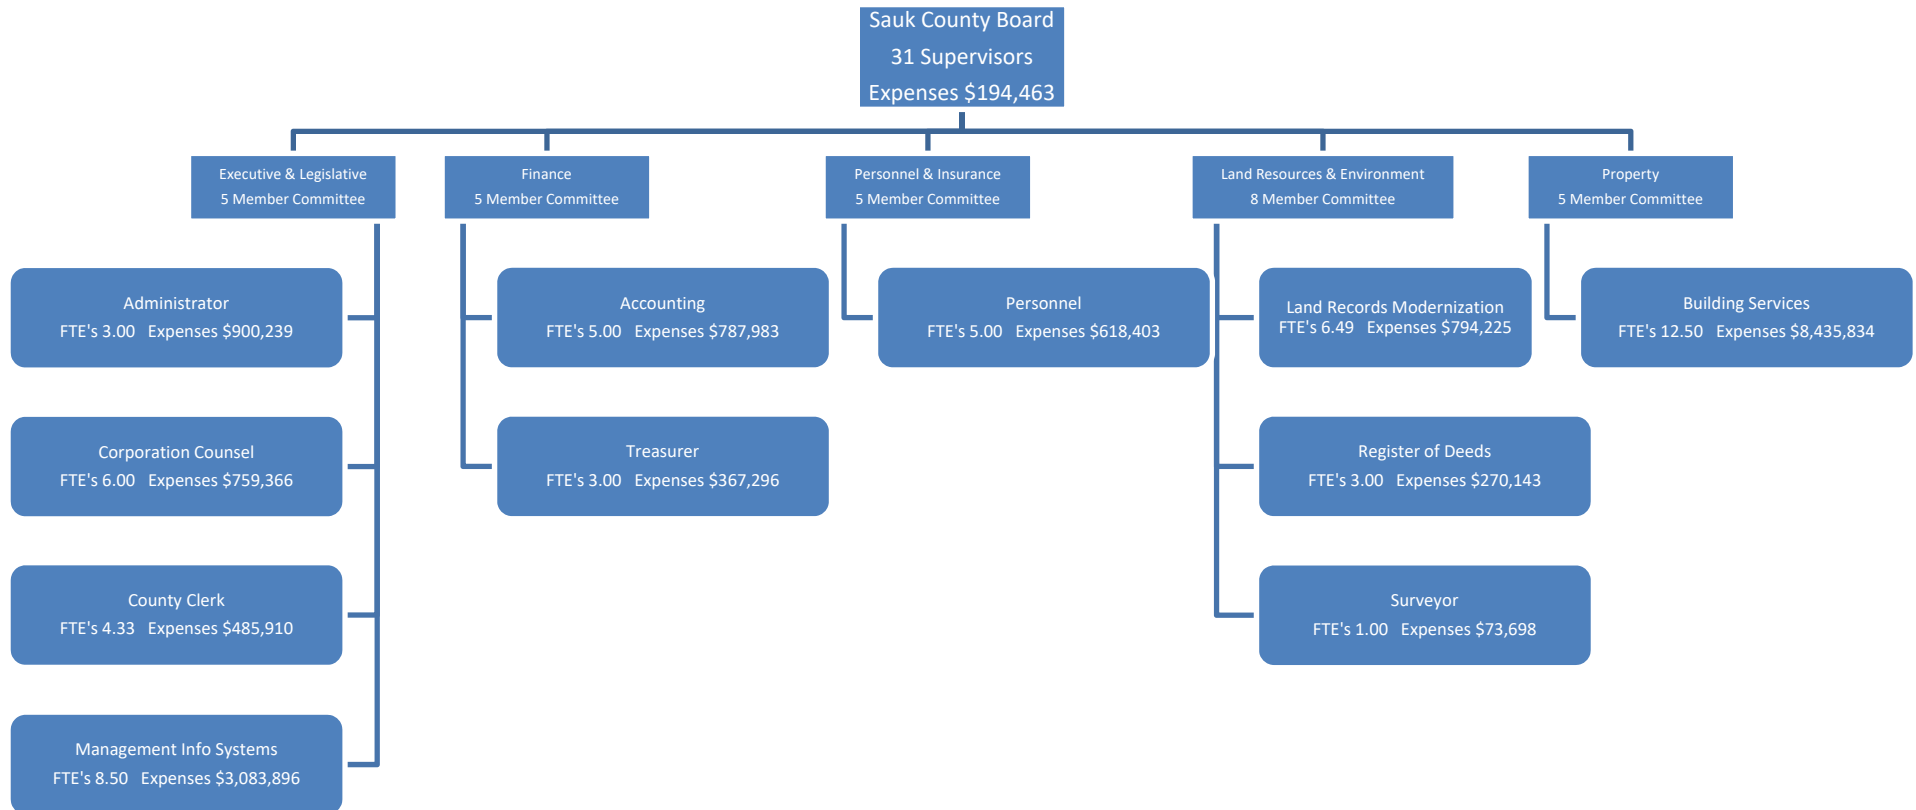 Sauk County Board
31 Supervisors
Expenses $194,463
Executive & Legislative
5 Member Committee
Finance
5 Member Committee
Personnel & Insurance
5 Member Committee
Land Resources & Environment
8 Member Committee
Property
5 Member Committee
Administrator
FTE's 3.00   Expenses $900,239
Accounting
FTE's 5.00   Expenses $787,983
Personnel
FTE's 5.00   Expenses $618,403
Land Records Modernization
FTE's 6.49   Expenses $794,225
Building Services
FTE's 12.50   Expenses $8,435,834
Corporation Counsel
FTE's 6.00   Expenses $759,366
Treasurer
FTE's 3.00   Expenses $367,296
Register of Deeds
FTE's 3.00   Expenses $270,143
County Clerk
FTE's 4.33   Expenses $485,910
Surveyor
FTE's 1.00   Expenses $73,698
Management Info Systems
FTE's 8.50   Expenses $3,083,896